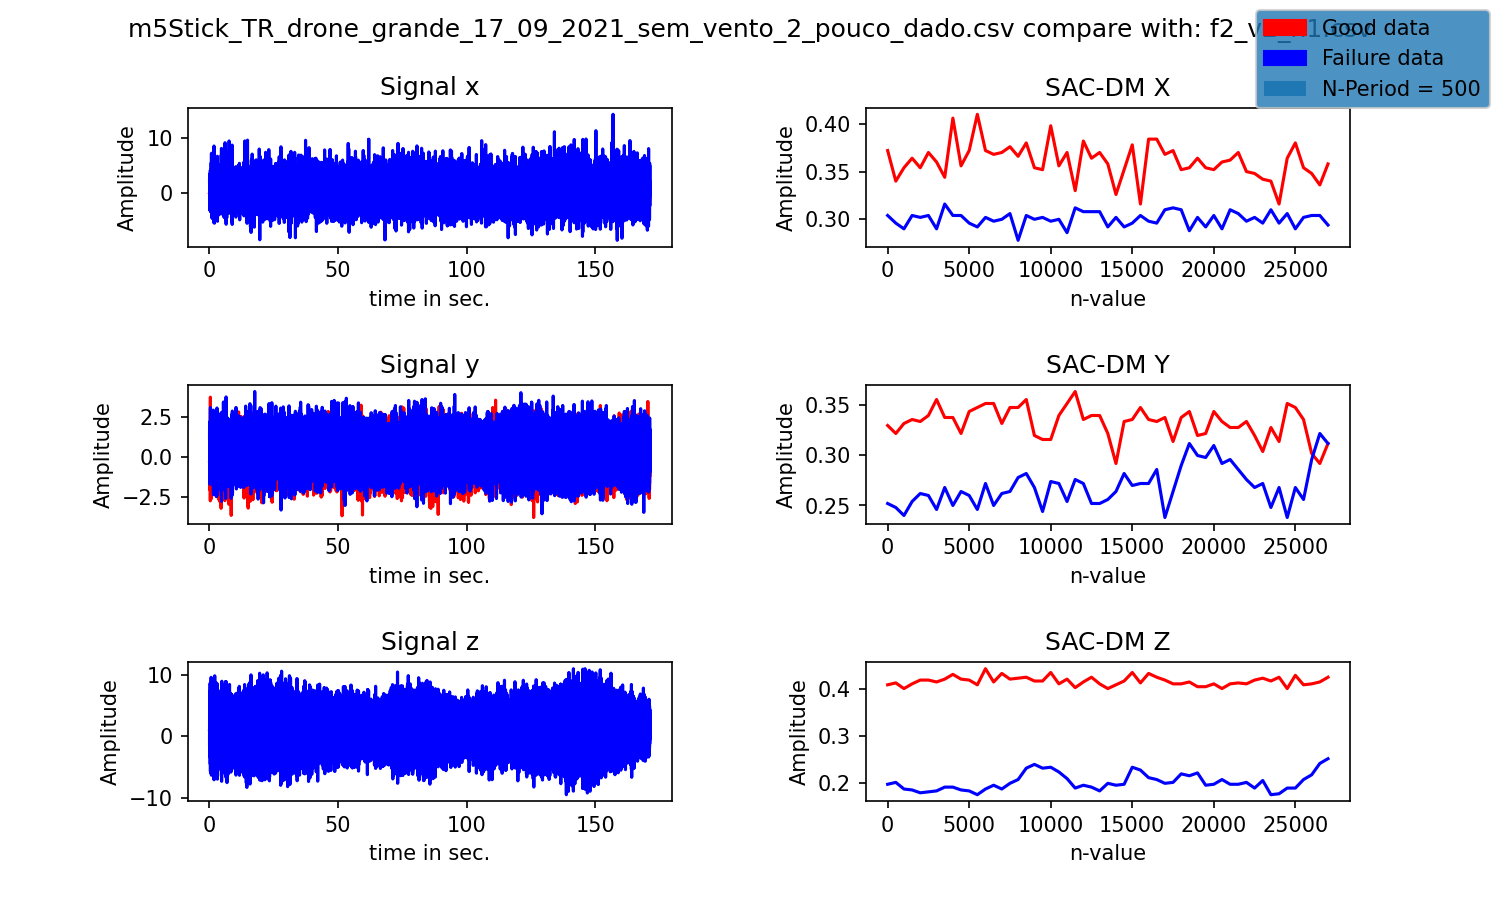 m5Stick_TR_drone_grande_17_09_2021_sem_vento_2_pouco_dado.csv compare with:
Good data
Failure data
N-Period = 500
Signal x
Amplitude
10
0
0 50 100 150
time in sec.
SAC-DM X
Amplitude
0.40
0.35
0.30
0 5000 10000 15000 20000 25000
n-value
Signal y
Amplitude
2.5
0.0
−2.5
0 50 100 150
time in sec.
SAC-DM Y
Amplitude
0.35
0.30
0.25
0 5000 10000 15000 20000 25000
n-value
Signal z
Amplitude
10
0
−10
0 50 100 150
time in sec.
SAC-DM Z
Amplitude
0.4
0.3
0.2
0 5000 10000 15000 20000 25000
n-value